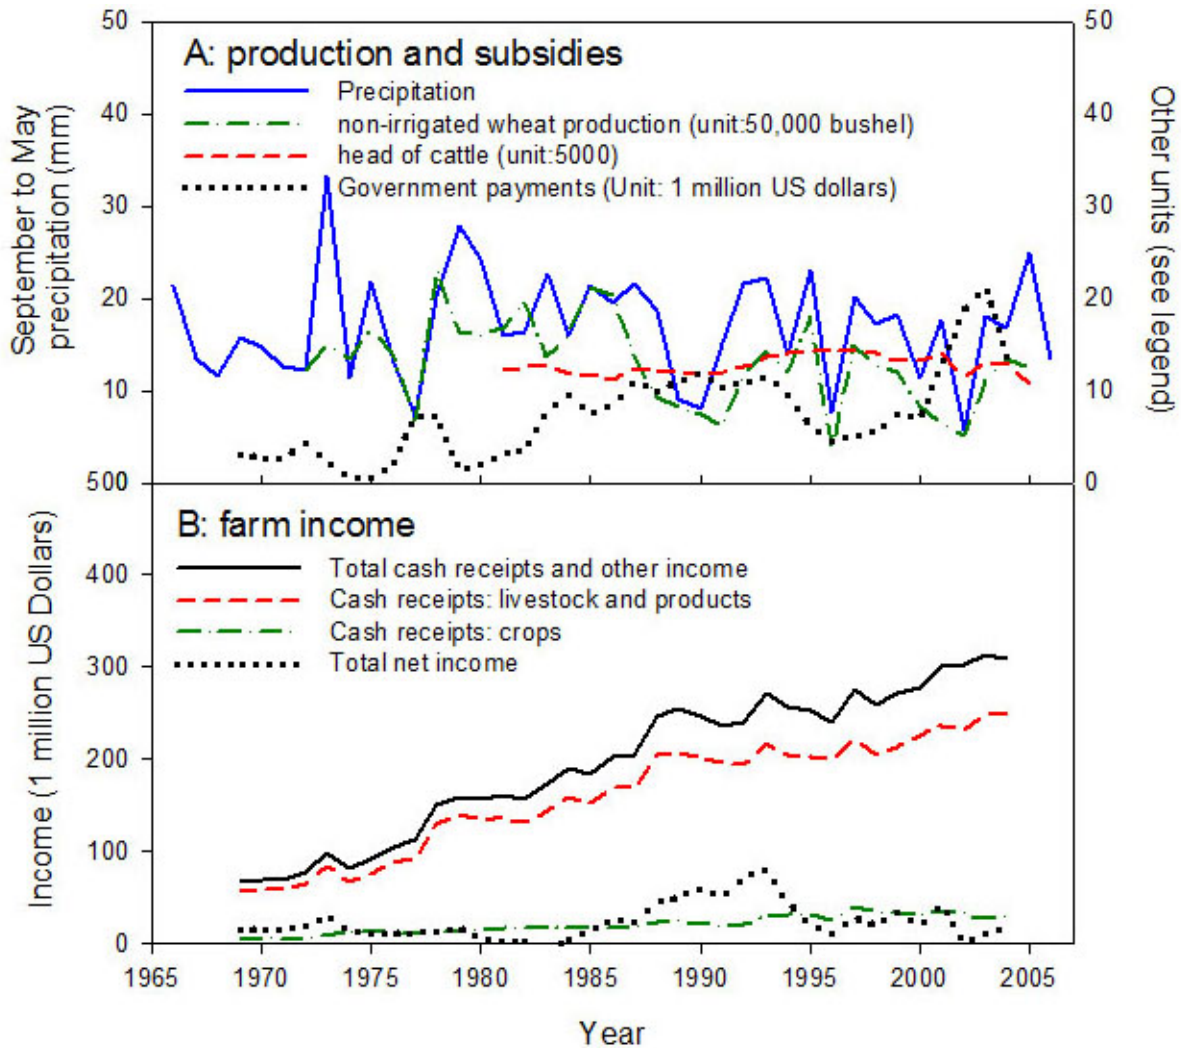 50
50
A: production and subsidies
Precipitation
40
40
non-irrigated wheat production (unit:50,000 bushel)
head of cattle (unit:5000)
Government payments (Unit: 1 million US dollars)
30
30
September to May
precipitation (mm)
Other units (see legend)
20
20
10
10
500
0
B: farm income
Total cash receipts and other income
400
Cash receipts: livestock and products
Cash receipts: crops
Total net income
300
Income (1 million US Dollars)
200
100
0
1965 1970 1975 1980 1985 1990 1995 2000 2005
Year